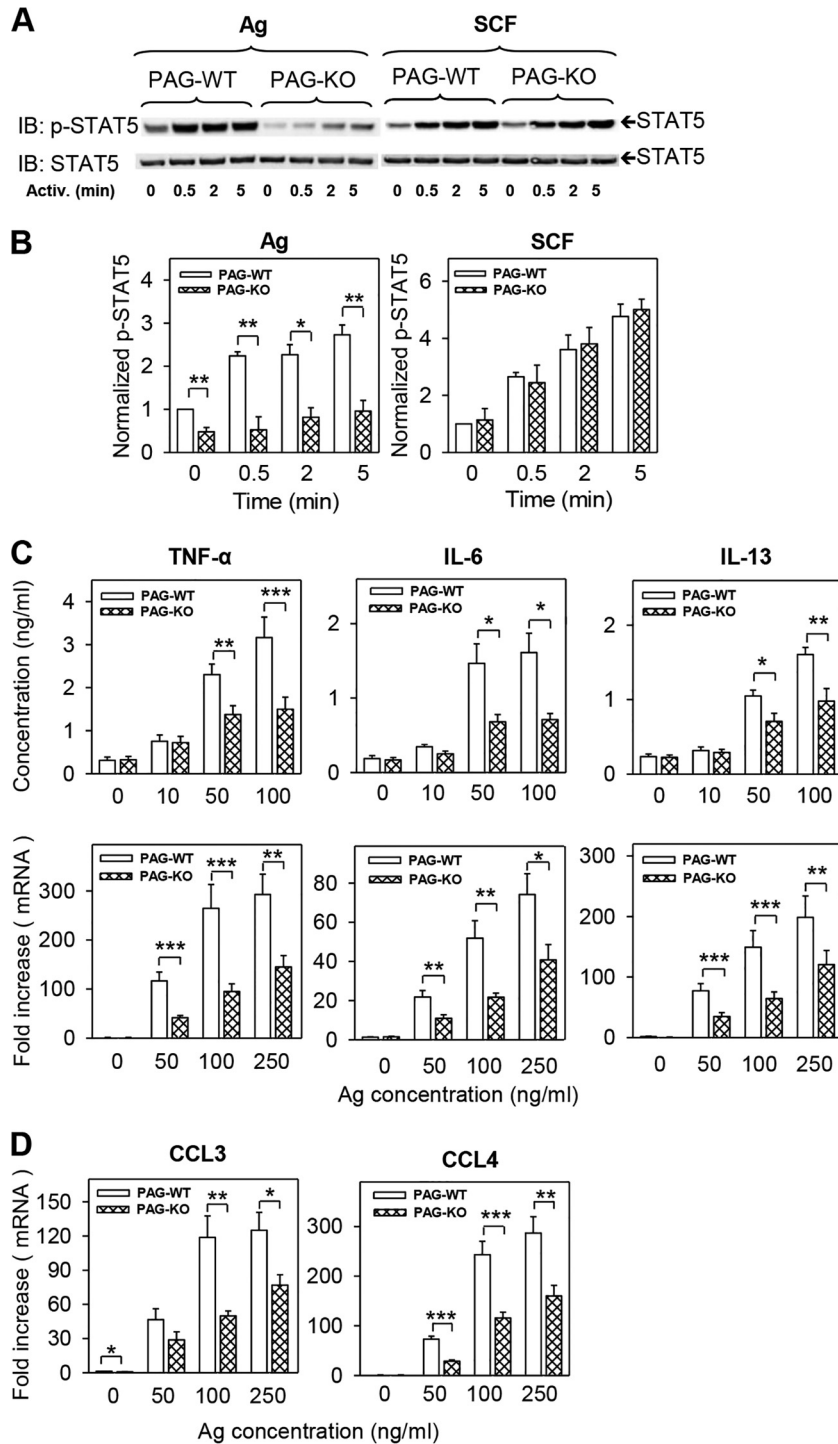 A
Ag SCF
PAG-WT PAG-KO PAG-WT PAG-KO
IB: p-STAT5 STAT5
IB: STAT5 STAT5
Activ. (min) 0 0.5 2 5 0 0.5 2 5 0 0.5 2 5 0 0.5 2 5
B
Ag
Normalized p-STAT5
4
3
2
1
0
PAG-WT
PAG-KO
** ** * **
0 0.5 2 5
Time (min)
SCF
Normalized p-STAT5
6
4
2
0
PAG-WT
PAG-KO
0 0.5 2 5
Time (min)
C
TNF-α
Concentration (ng/ml)
4
3
2
1
0
PAG-WT
PAG-KO
** ***
0 10 50 100
IL-6
2
1
0
PAG-WT
PAG-KO
* *
0 10 50 100
IL-13
2
1
0
PAG-WT
PAG-KO
* **
0 10 50 100
Fold increase ( mRNA )
300
200
100
0
PAG-WT
PAG-KO
*** *** **
0 50 100 250
80
60
40
20
0
PAG-WT
PAG-KO
** ** *
0 50 100 250
300
200
100
0
PAG-WT
PAG-KO
*** *** **
0 50 100 250
Ag concentration (ng/ml)
D
CCL3
Fold increase ( mRNA )
150
120
90
60
30
0
PAG-WT
PAG-KO
* ** *
0 50 100 250
CCL4
300
200
100
0
PAG-WT
PAG-KO
*** *** **
0 50 100 250
Ag concentration (ng/ml)